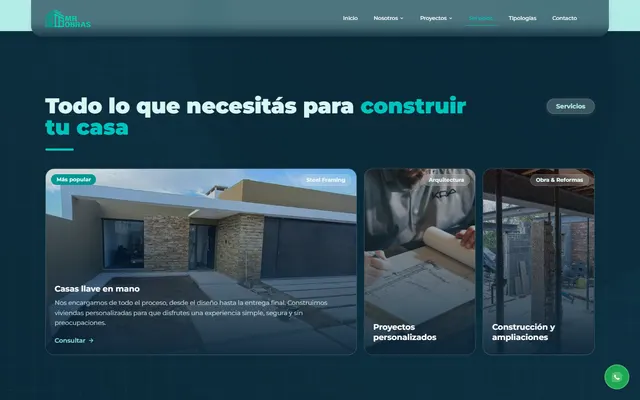 MR
OBRAS
Inicio
Nosotros
Proyectos
Servicios
Tipologías
Contacto
Todo lo que necesitás para construir
tu casa
Servicios
Más popular
Steel Framing
Arquitectura
Obra & Reformas
Casas llave en mano
Nos encargamos de todo el proceso, desde el diseño hasta la entrega final. Construimos
viviendas personalizadas para que disfrutes una experiencia simple, segura y sin
preocupaciones.
Consultar →
Proyectos
personalizados
Construcción y
ampliaciones